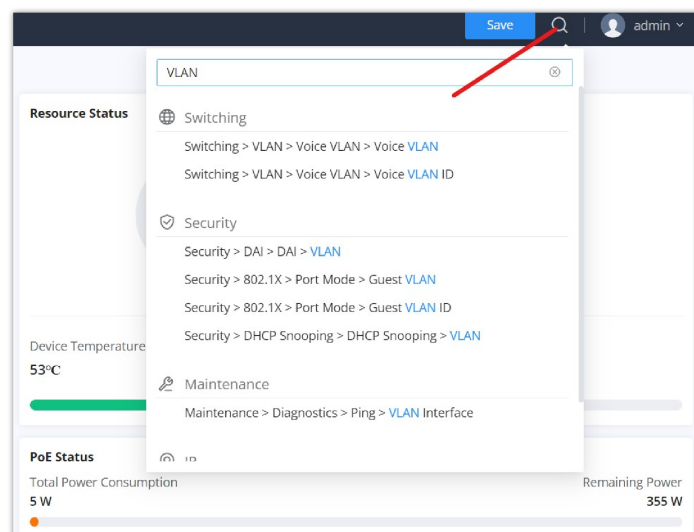 Save
admin
VLAN
Resource Status
Switching
Switching > VLAN > Voice VLAN > Voice VLAN
Switching > VLAN > Voice VLAN > Voice VLAN ID
Security
Security > DAI > DAI > VLAN
Security > 802.1X > Port Mode > Guest VLAN
Security > 802.1X > Port Mode > Guest VLAN ID
Security > DHCP Snooping > DHCP Snooping > VLAN
Device Temperature
53°C
Maintenance
Maintenance > Diagnostics > Ping > VLAN Interface
PoE Status
Total Power Consumption
Remaining Power
5 W
355 W